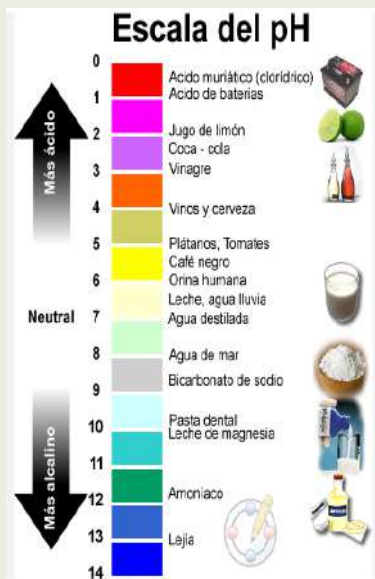 Escala del pH
0
Acido muriático (clorídrico)
1
Acido de baterías
Jugo de limón
2
Coca - cola
3
Vinagre
4
Vinos y cerveza
5
Plátanos, Tomates
Café negro
6
Orina humana
Leche, agua lluvia
7
Agua destilada
8
Agua de mar
Bicarbonato de sodio
9
Pasta dental
10
Leche de magnesia
11
12
Amoniaco
13
Lejia
14
Más ácido
Neutral
Más alcalino